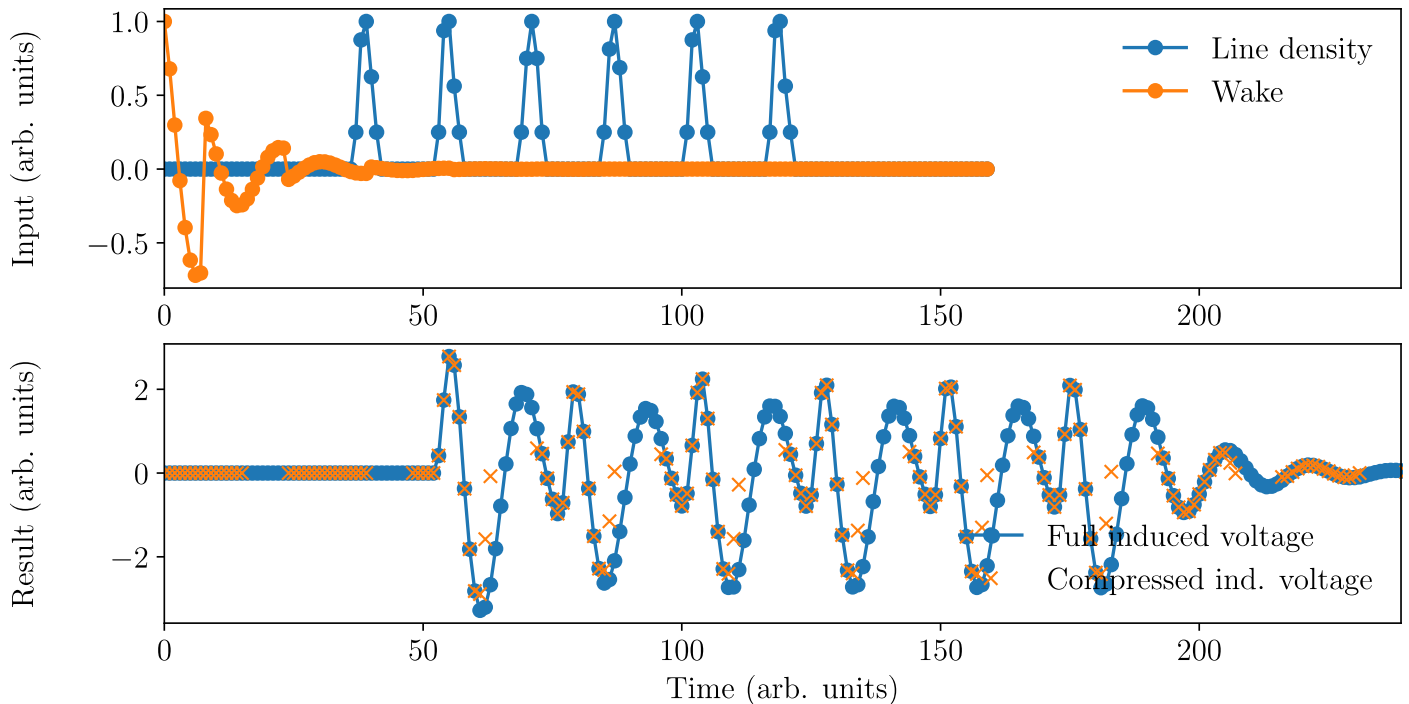 Input (arb. units)
1.0
0.5
0.0
−0.5
Line density
Wake
0 50 100 150 200
Result (arb. units)
2
0
−2
Full induced voltage
Compressed ind. voltage
0 50 100 150 200
Time (arb. units)